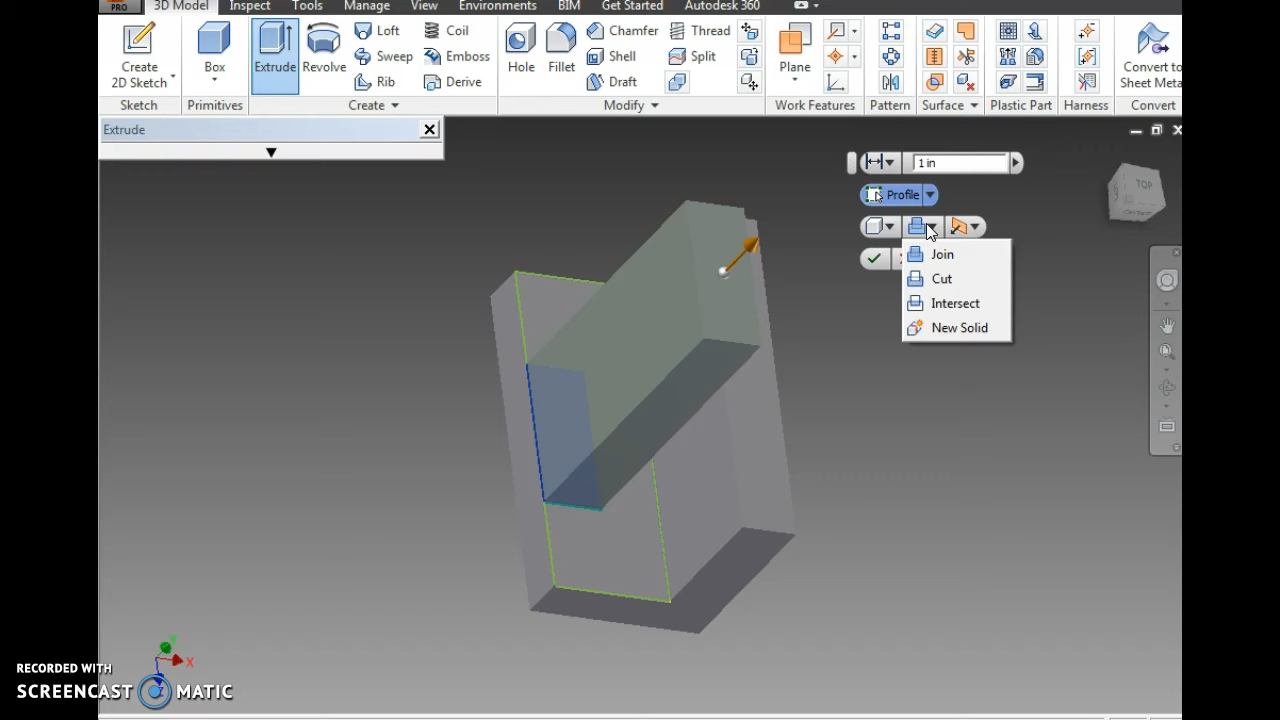 PRO
3D Model Inspect Tools Manage View Environments BIM Get Started Autodesk 360
Create
2D Sketch
Box
Extrude
Revolve
Loft
Sweep
Rib
Coil
Emboss
Derive
Hole
Fillet
Chamfer
Shell
Draft
Thread
Split
Plane
Convert to
Sheet Meta
Sketch Primitives Create Modify Work Features Pattern Surface Plastic Part Harness Convert
Extrude
1 in
Profile
Join
Cut
Intersect
New Solid
TOP
X
RECORDED WITH
SCREENCAST MATIC